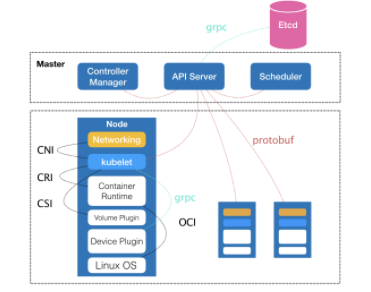 grpc
Etcd
Master
Controller
Manager
API Server
Scheduler
Node
Networking
protobuf
CNI
kubelet
CRI
Container
Runtime
CSI
grpc
Volume Plugin
OCI
Device Plugin
Linux OS